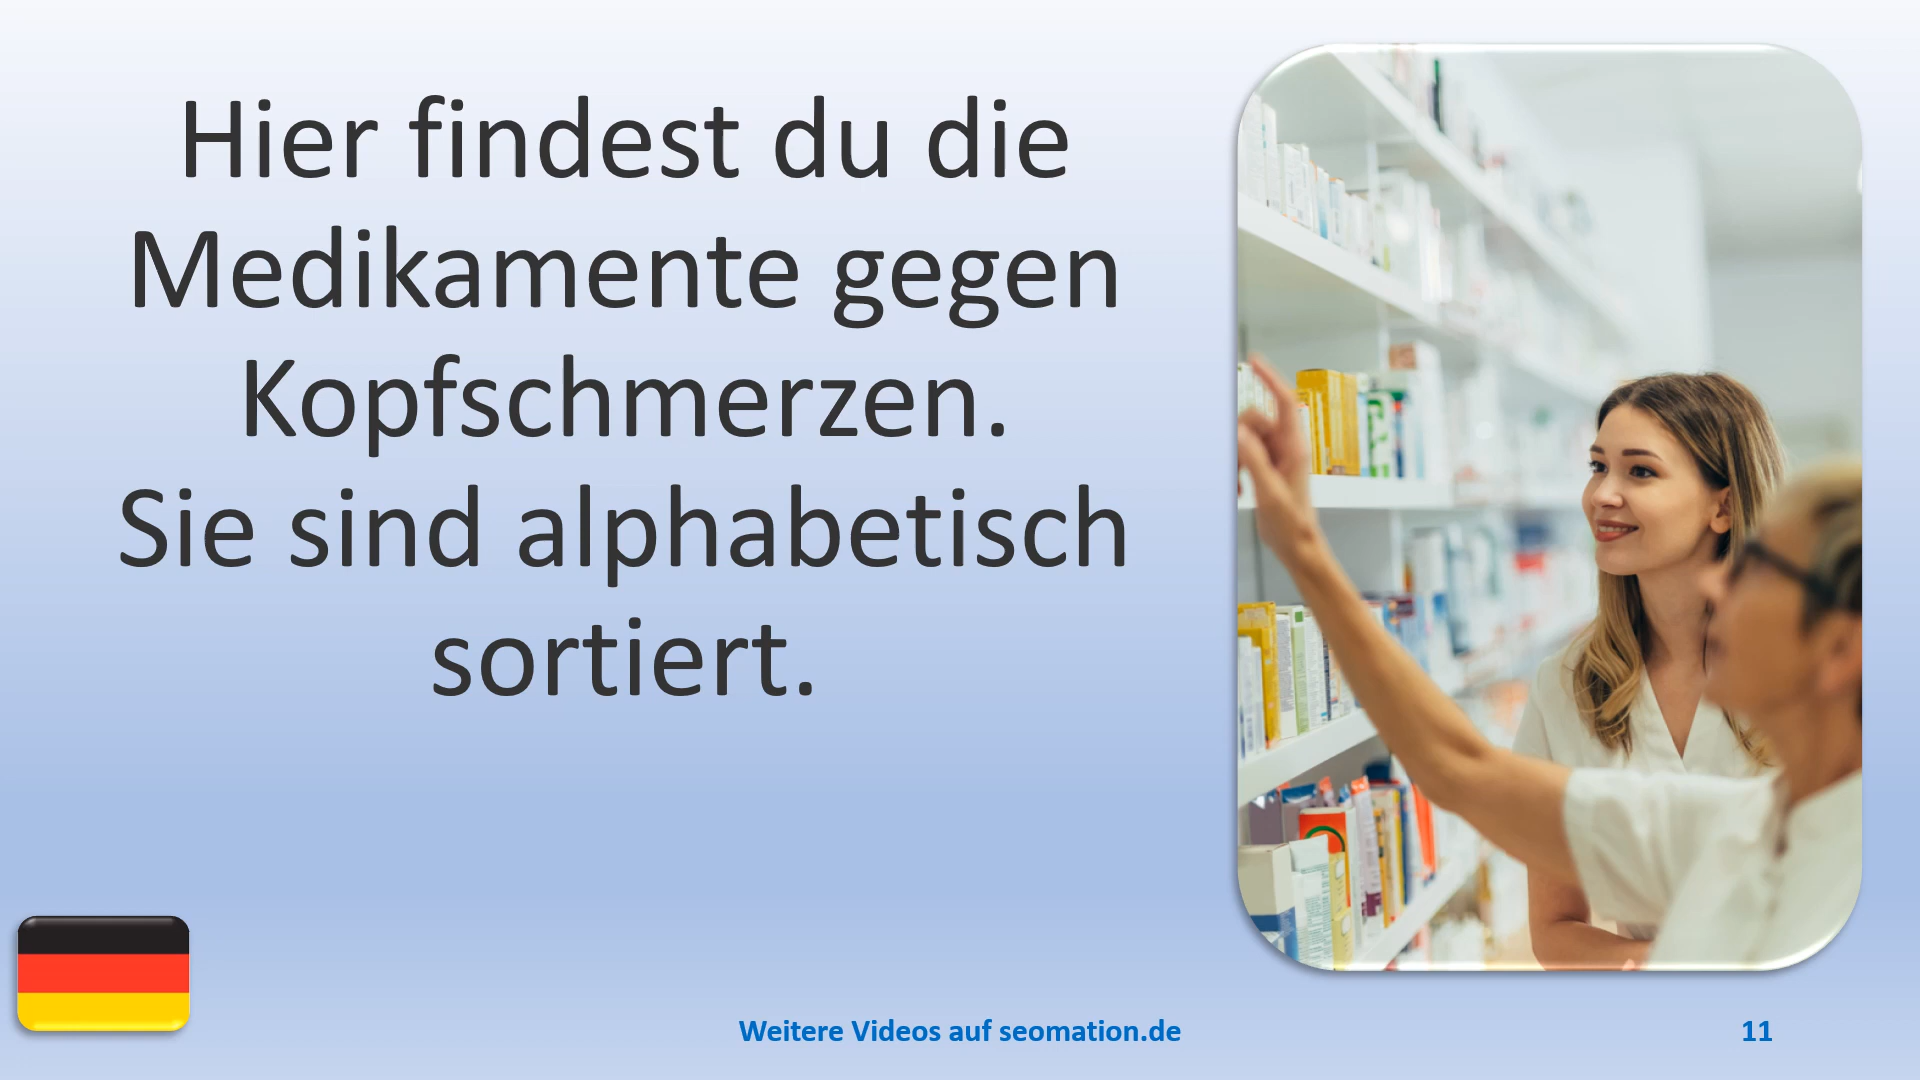 Hier findest du die
Medikamente gegen
Kopfschmerzen.
Sie sind alphabetisch
sortiert.
Weitere Videos auf seomation.de
11